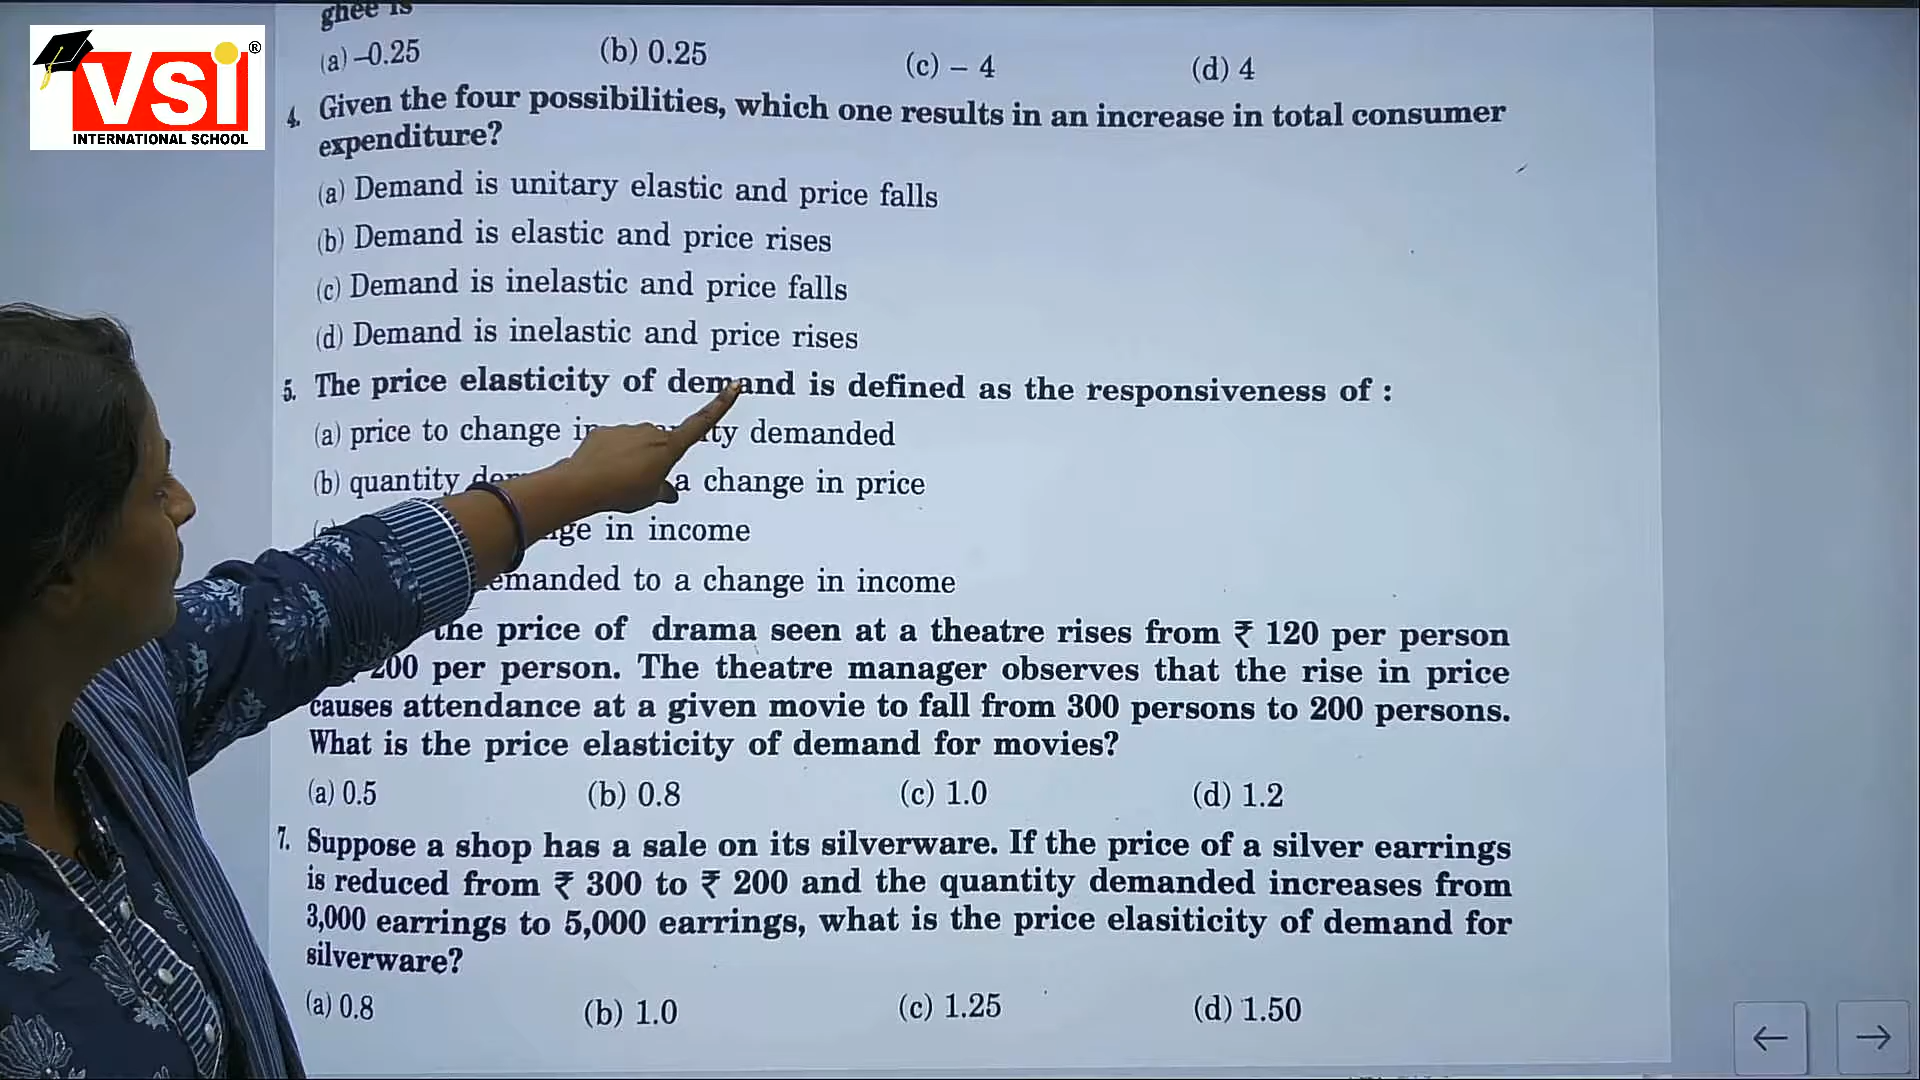 VSI
®
INTERNATIONAL SCHOOL
ghee is
(a) –0.25 (b) 0.25 (c) – 4 (d) 4
4. Given the four possibilities, which one results in an increase in total consumer
expenditure?
(a) Demand is unitary elastic and price falls
(b) Demand is elastic and price rises
(c) Demand is inelastic and price falls
(d) Demand is inelastic and price rises
5. The price elasticity of demand is defined as the responsiveness of :
(a) price to change in demanded
(b) quantity a change in price
in income
to a change in income
the price of drama seen at a theatre rises from ₹ 120 per person
200 per person. The theatre manager observes that the rise in price
causes attendance at a given movie to fall from 300 persons to 200 persons.
What is the price elasticity of demand for movies?
(a) 0.5 (b) 0.8 (c) 1.0 (d) 1.2
7. Suppose a shop has a sale on its silverware. If the price of a silver earrings
is reduced from ₹ 300 to ₹ 200 and the quantity demanded increases from
3,000 earrings to 5,000 earrings, what is the price elasiticity of demand for
silverware?
(a) 0.8 (b) 1.0 (c) 1.25 (d) 1.50